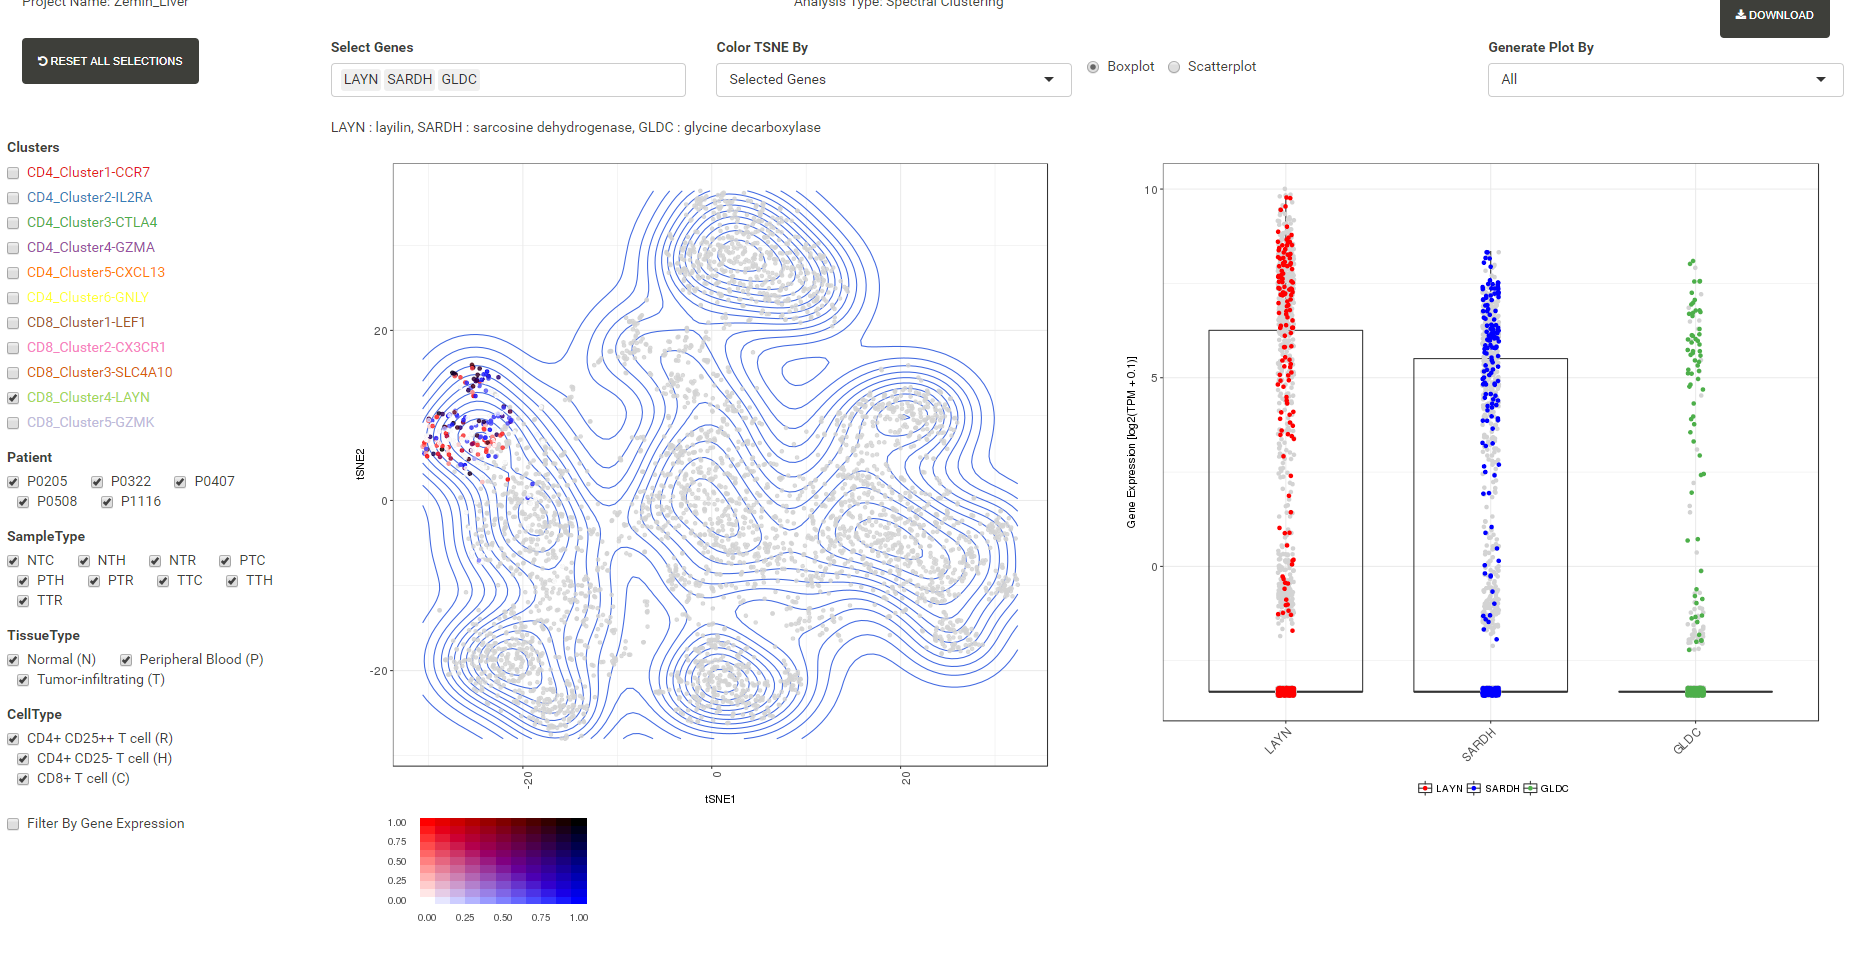 Project Name: Zemin_Liver
Analysis Type: Spectral Clustering
DOWNLOAD
RESET ALL SELECTIONS
Select Genes
LAYN SARDH GLDC
Color TSNE By
Selected Genes
Boxplot Scatterplot
Generate Plot By
All
LAYN : layilin, SARDH : sarcosine dehydrogenase, GLDC : glycine decarboxylase
Clusters
CD4_Cluster1-CCR7
CD4_Cluster2-IL2RA
CD4_Cluster3-CTLA4
CD4_Cluster4-GZMA
CD4_Cluster5-CXCL13
CD4_Cluster6-GNLY
CD8_Cluster1-LEF1
CD8_Cluster2-CX3CR1
CD8_Cluster3-SLC4A10
CD8_Cluster4-LAYN
CD8_Cluster5-GZMK
Patient
P0205 P0322 P0407
P0508 P1116
SampleType
NTC NTH NTR PTC
PTH PTR TTC TTH
TTR
TissueType
Normal (N) Peripheral Blood (P)
Tumor-infiltrating (T)
CellType
CD4+ CD25++ T cell (R)
CD4+ CD25- T cell (H)
CD8+ T cell (C)
Filter By Gene Expression
tSNE2
20
0
-20
-20
0
20
tSNE1
1.00
0.75
0.50
0.25
0.00
0.00 0.25 0.50 0.75 1.00
Gene Expression [log2(TPM + 0.1)]
10
5
0
LAYN
SARDH
GLDC
LAYN SARDH GLDC